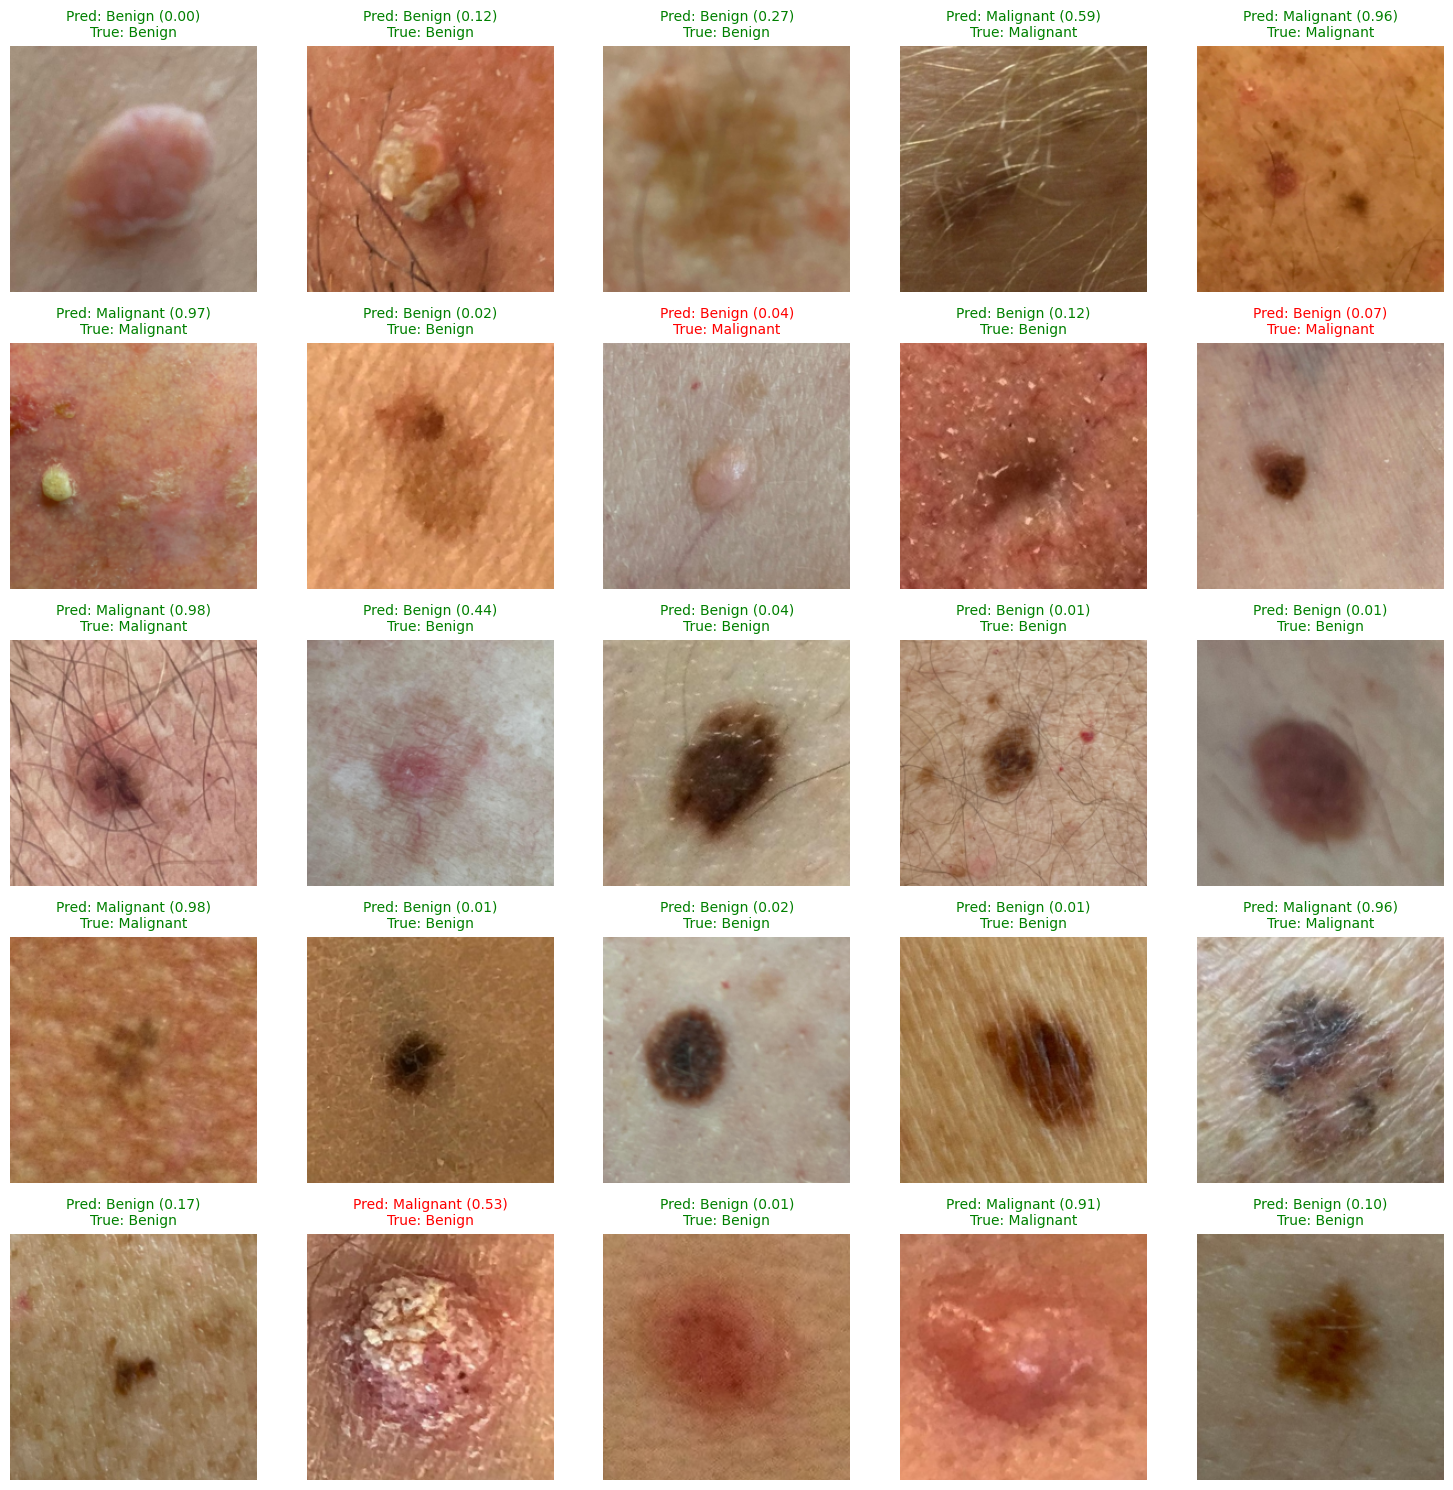 Pred: Benign (0.00)
True: Benign
Pred: Benign (0.12)
True: Benign
Pred: Benign (0.27)
True: Benign
Pred: Malignant (0.59)
True: Malignant
Pred: Malignant (0.96)
True: Malignant
Pred: Malignant (0.97)
True: Malignant
Pred: Benign (0.02)
True: Benign
Pred: Benign (0.04)
True: Malignant
Pred: Benign (0.12)
True: Benign
Pred: Benign (0.07)
True: Malignant
Pred: Malignant (0.98)
True: Malignant
Pred: Benign (0.44)
True: Benign
Pred: Benign (0.04)
True: Benign
Pred: Benign (0.01)
True: Benign
Pred: Benign (0.01)
True: Benign
Pred: Malignant (0.98)
True: Malignant
Pred: Benign (0.01)
True: Benign
Pred: Benign (0.02)
True: Benign
Pred: Benign (0.01)
True: Benign
Pred: Malignant (0.96)
True: Malignant
Pred: Benign (0.17)
True: Benign
Pred: Malignant (0.53)
True: Benign
Pred: Benign (0.01)
True: Benign
Pred: Malignant (0.91)
True: Malignant
Pred: Benign (0.10)
True: Benign